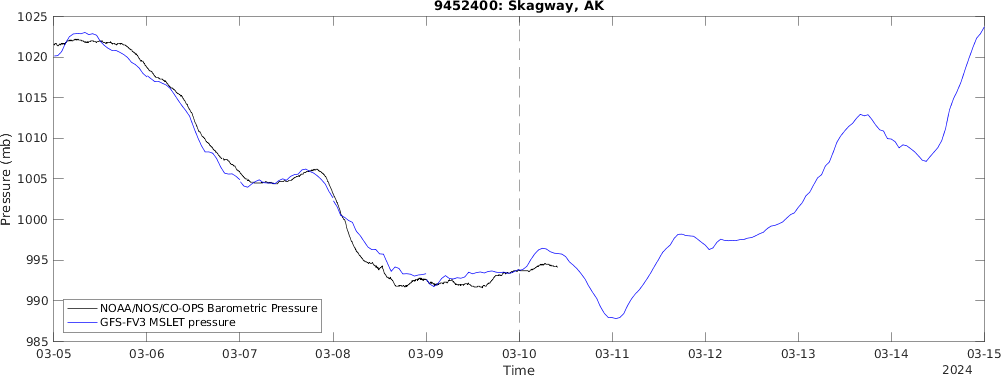 9452400: Skagway, AK
1025
1020
1015
1010
1005
1000
995
990
985
Pressure (mb)
NOAA/NOS/CO-OPS Barometric Pressure
GFS-FV3 MSLET pressure
03-05 03-06 03-07 03-08 03-09 03-10 03-11 03-12 03-13 03-14 03-15
Time
2024